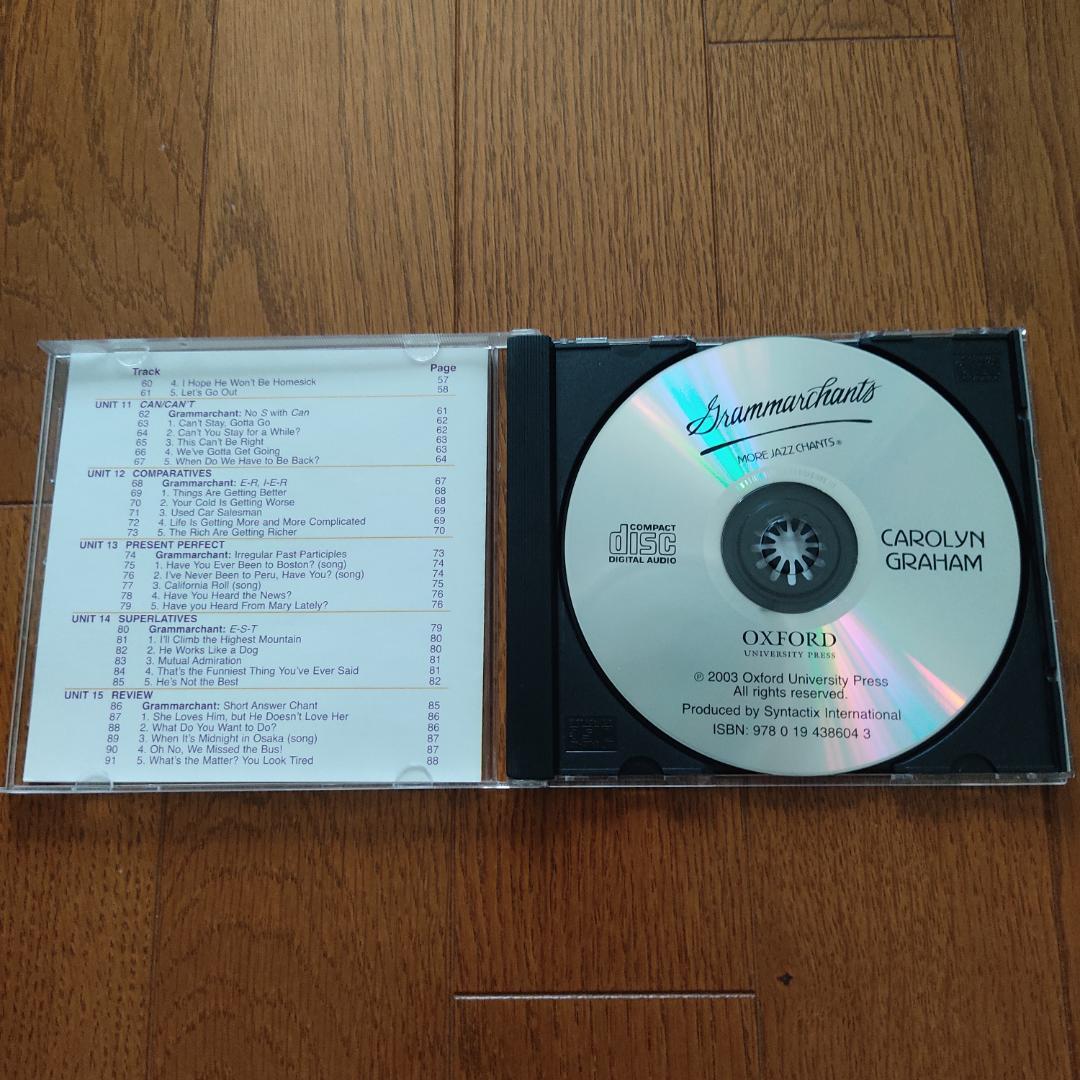 Track Page
60 4. I Hope He Won't Be Homesick 57
61 5. Let's Go Out 58
UNIT 11 CAN/CAN'T
62 Grammarchant: No S with Can 61
63 1. Can't Stay, Gotta Go 62
64 2. Can't You Stay for a While? 62
65 3. This Can't Be Right 63
66 4. We've Gotta Get Going 63
67 5. When Do We Have to Be Back? 64
UNIT 12 COMPARATIVES
68 Grammarchant: E-R, I-E-R 67
69 1. Things Are Getting Better 68
70 2. Your Cold Is Getting Worse 68
71 3. Used Car Salesman 69
72 4. Life Is Getting More and More Complicated 69
73 5. The Rich Are Getting Richer 70
UNIT 13 PRESENT PERFECT
74 Grammarchant: Irregular Past Participles 73
75 1. Have You Ever Been to Boston? (song) 74
76 2. I've Never Been to Peru, Have You? (song) 74
77 3. California Roll (song) 75
78 4. Have You Heard the News? 76
79 5. Have you Heard From Mary Lately? 76
UNIT 14 SUPERLATIVES
80 Grammarchant: E-S-T 79
81 1. I'll Climb the Highest Mountain 80
82 2. He Works Like a Dog 80
83 3. Mutual Admiration 81
84 4. That's the Funniest Thing You've Ever Said 81
85 5. He's Not the Best 82
UNIT 15 REVIEW
86 Grammarchant: Short Answer Chant 85
87 1. She Loves Him, but He Doesn't Love Her 86
88 2. What Do You Want to Do? 86
89 3. When It's Midnight in Osaka (song) 87
90 4. Oh No, We Missed the Bus! 87
91 5. What's the Matter? You Look Tired 88
Grammarchants
MORE JAZZ CHANTS®
COMPACT
disc
DIGITAL AUDIO
CAROLYN
GRAHAM
OXFORD
UNIVERSITY PRESS
℗ 2003 Oxford University Press
All rights reserved.
Produced by Syntactix International
ISBN: 978 0 19 438604 3